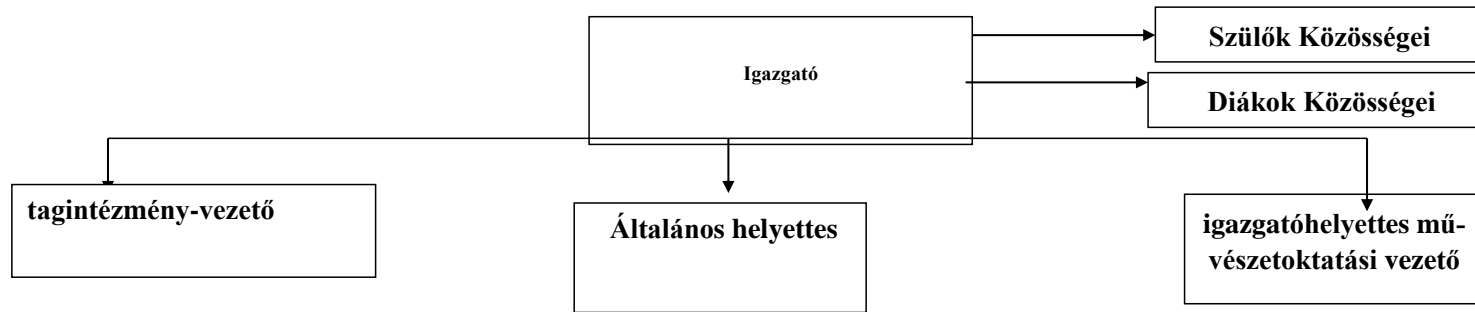 Szülők Közösségei
Igazgató
Diákok Közösségei
tagintézmény-vezető
Általános helyettes
igazgatóhelyettes mű-
vészetoktatási vezető